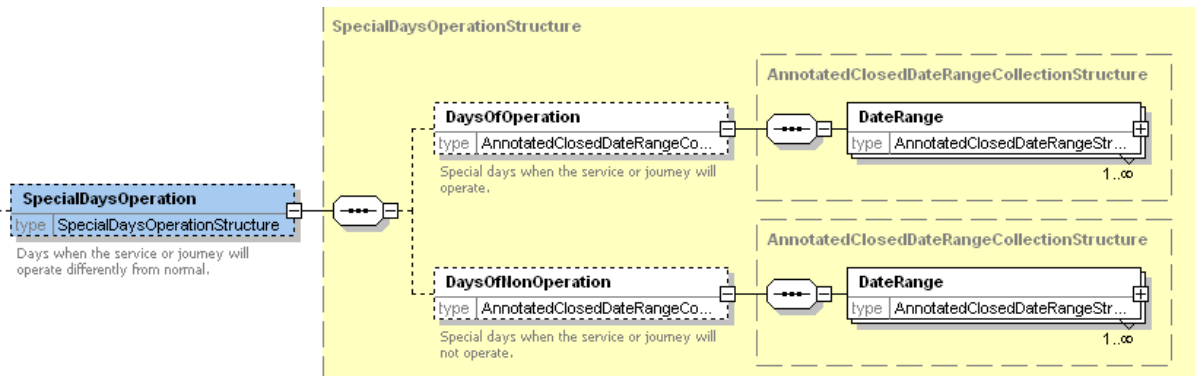 SpecialDaysOperationStructure
AnnotatedClosedDateRangeCollectionStructure
DaysOfOperation
type AnnotatedClosedDateRangeCo...
Special days when the service or journey will
operate.
DateRange
type AnnotatedClosedDateRangeStr...
1..∞
SpecialDaysOperation
type SpecialDaysOperationStructure
Days when the service or journey will
operate differently from normal.
AnnotatedClosedDateRangeCollectionStructure
DaysOfNonOperation
type AnnotatedClosedDateRangeCo...
Special days when the service or journey will
not operate.
DateRange
type AnnotatedClosedDateRangeStr...
1..∞